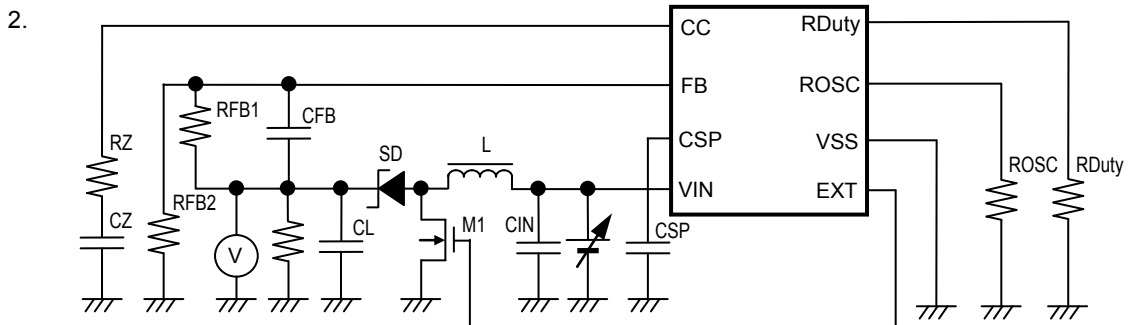 2.
CC
RDuty
FB
ROSC
CSP
VSS
VIN
EXT
RFB1
CFB
RZ
SD
L
RFB2
CZ
V
CL
M1
CIN
CSP
ROSC
RDuty